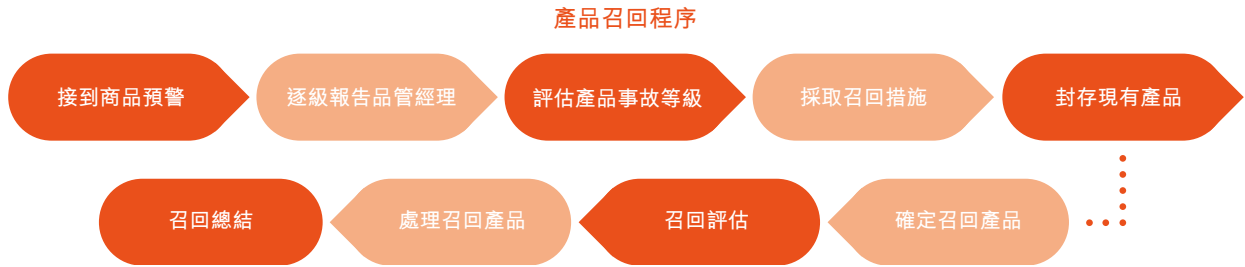 產品召回程序
接到商品預警
逐級報告品管經理
評估產品事故等級
採取召回措施
封存現有產品
確定召回產品
召回評估
處理召回產品
召回總結